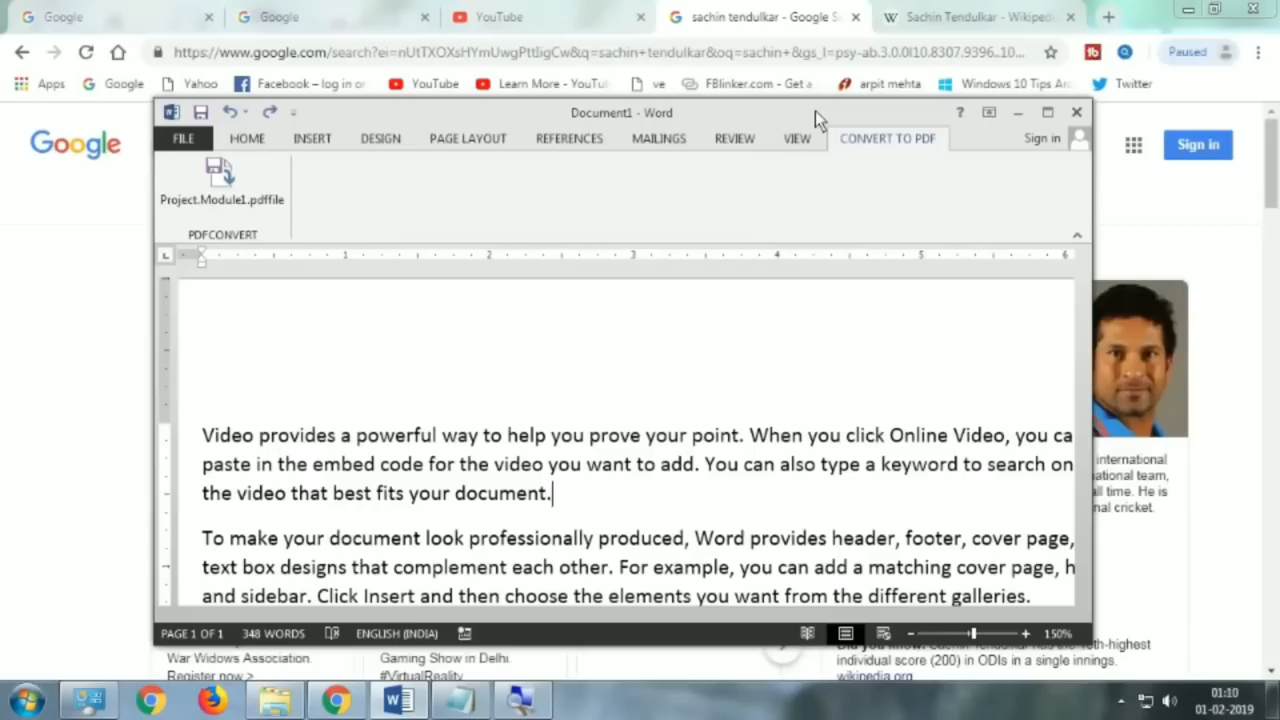 Google
Google
YouTube
sachin tendulkar - Google S
Sachin Tendulkar - Wikiped
https://www.google.com/search?ei=nUtTXOXsHYmUwgPttIigCw&q=sachin+tendulkar&oq=sachin+&gs_l=psy-ab.3.0.0l10.8307.9396..10...
Paused
Apps
Google
Yahoo
Facebook – log in or
YouTube
Learn More - YouTu
ve
FBlinker.com - Get a
arpit mehta
Windows 10 Tips An
Twitter
Google
Sign in
Document1 - Word
FILE HOME INSERT DESIGN PAGE LAYOUT REFERENCES MAILINGS REVIEW VIEW CONVERT TO PDF Sign in
Project.Module1.pdffile
PDFCONVERT
1 2 3 4 5 6
Video provides a powerful way to help you prove your point. When you click Online Video, you ca
paste in the embed code for the video you want to add. You can also type a keyword to search on
the video that best fits your document.
To make your document look professionally produced, Word provides header, footer, cover page,
text box designs that complement each other. For example, you can add a matching cover page, h
and sidebar. Click Insert and then choose the elements you want from the different galleries.
PAGE 1 OF 1 348 WORDS ENGLISH (INDIA) 150%
international
national team,
all time. He is
nal cricket.
War Widows Association.
Register now >
Gaming Show in Delhi.
#VirtualReality
individual score (200) in ODIs in a single innings.
wikipedia.org
01:10
01-02-2019